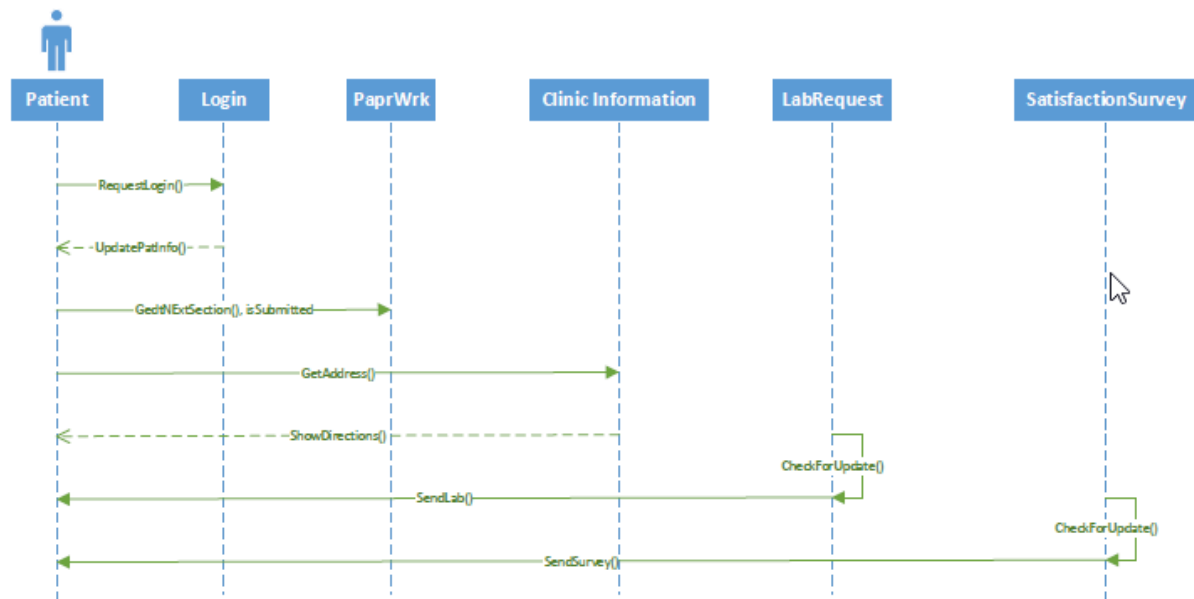 Patient
Login
PaprWrk
Clinic Information
LabRequest
SatisfactionSurvey
RequestLogin()
UpdatePatInfo()
GedtNExtSection(), isSubmitted
GetAddress()
ShowDirections()
CheckForUpdate()
SendLab()
CheckForUpdate()
SendSurvey()